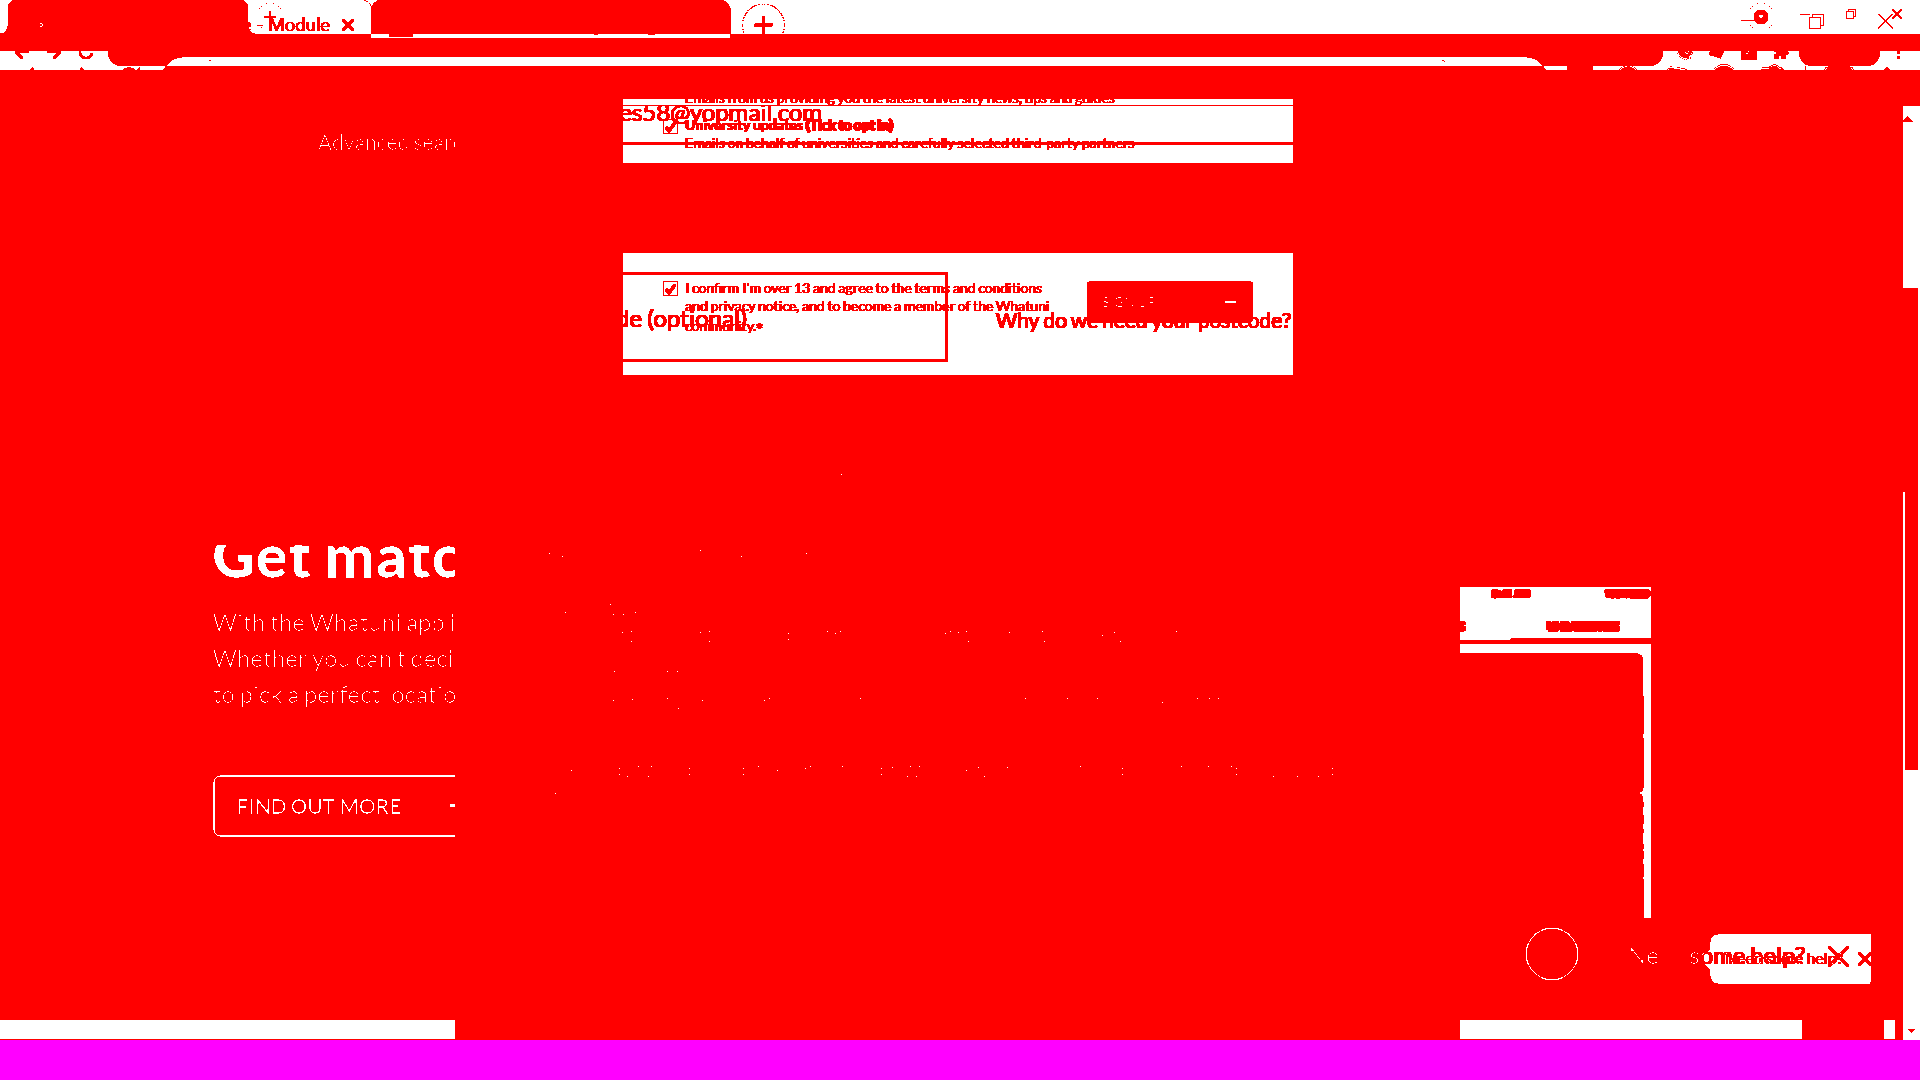 Module
Emails from us providing you the latest university news, tips and guides
es58@yopmail.com
University updates (Tick to opt in)
Advanced sear
Emails on behalf of universities and carefully selected third-party partners
I confirm I'm over 13 and agree to the terms and conditions
and privacy notice, and to become a member of the Whatuni
community.*
SIGN UP
de (optional)
Why do we need your postcode?
Get matc
With the Whatuni app i
Whether you can't deci
to pick a perfect locatio
FIND OUT MORE
some help?